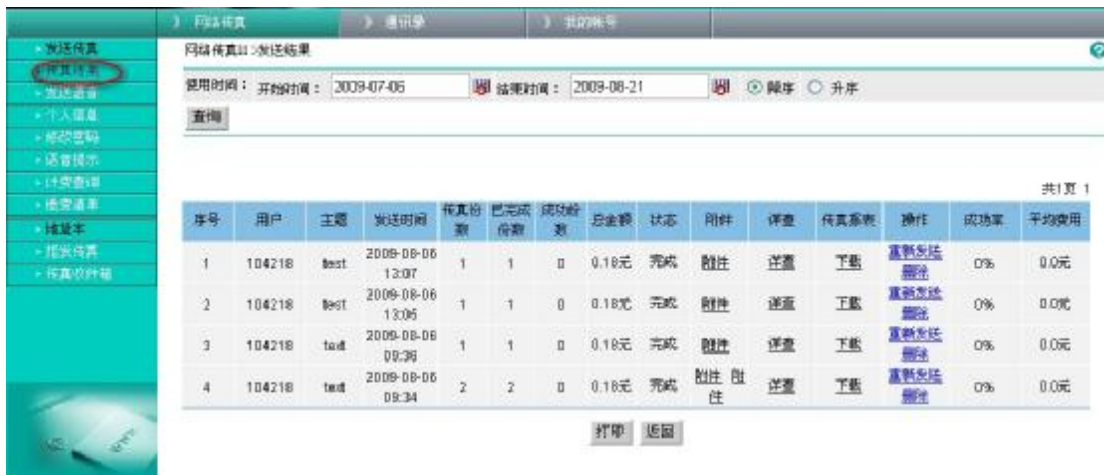 》 网络传真 》 通讯录 》 我的帐号
发送传真
传真结果
发送语音
个人信息
修改密码
语音提示
计费查询
传真收件箱
网络传真 >发送结果
使用时间： 开始时间： 2009-07-06 结束时间： 2009-08-21 降序 升序
查询
共1页 1
序号 用户 主题 发送时间 传真份数 已完成份数 成功份数 总金额 状态 附件 详查 传真报表 操作 成功率 平均费用
1 104218 test 2009-08-06 13:07 1 1 0 0.18元 完成 附件 详查 下载 重新发送 删除 0% 0.0元
2 104218 test 2009-08-06 13:06 1 1 0 0.18元 完成 附件 详查 下载 重新发送 删除 0% 0.0元
3 104218 2009-08-06 09:36 1 1 0 0.18元 完成 附件 详查 下载 重新发送 删除 0% 0.0元
4 104218 2009-08-06 09:34 2 2 0 0.18元 完成 附件 附件 详查 下载 重新发送 删除 0% 0.0元
打印 返回